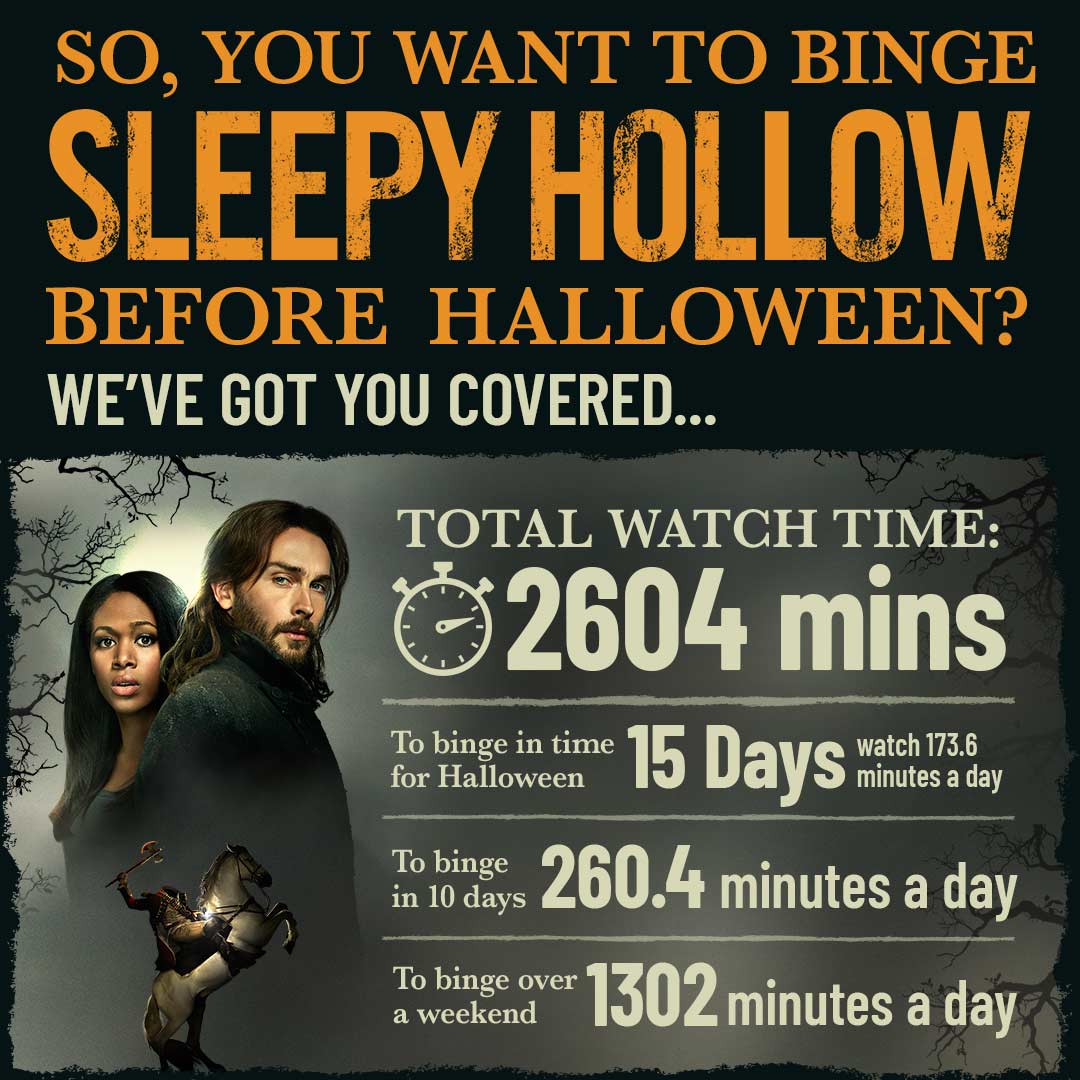 SO, YOU WANT TO BINGE
SLEEPY HOLLOW
BEFORE HALLOWEEN?
WE'VE GOT YOU COVERED...
TOTAL WATCH TIME:
2604 mins
To binge in time
for Halloween
15 Days
watch 173.6
minutes a day
To binge
in 10 days
260.4 minutes a day
To binge over
a weekend
1302 minutes a day